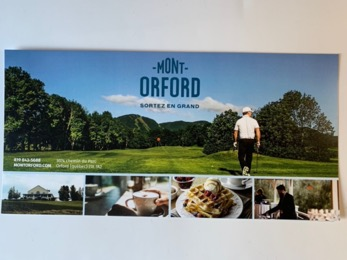 -MONT-
ORFORD
SORTEZ EN GRAND
819 843-5688
MONTORFORD.COM